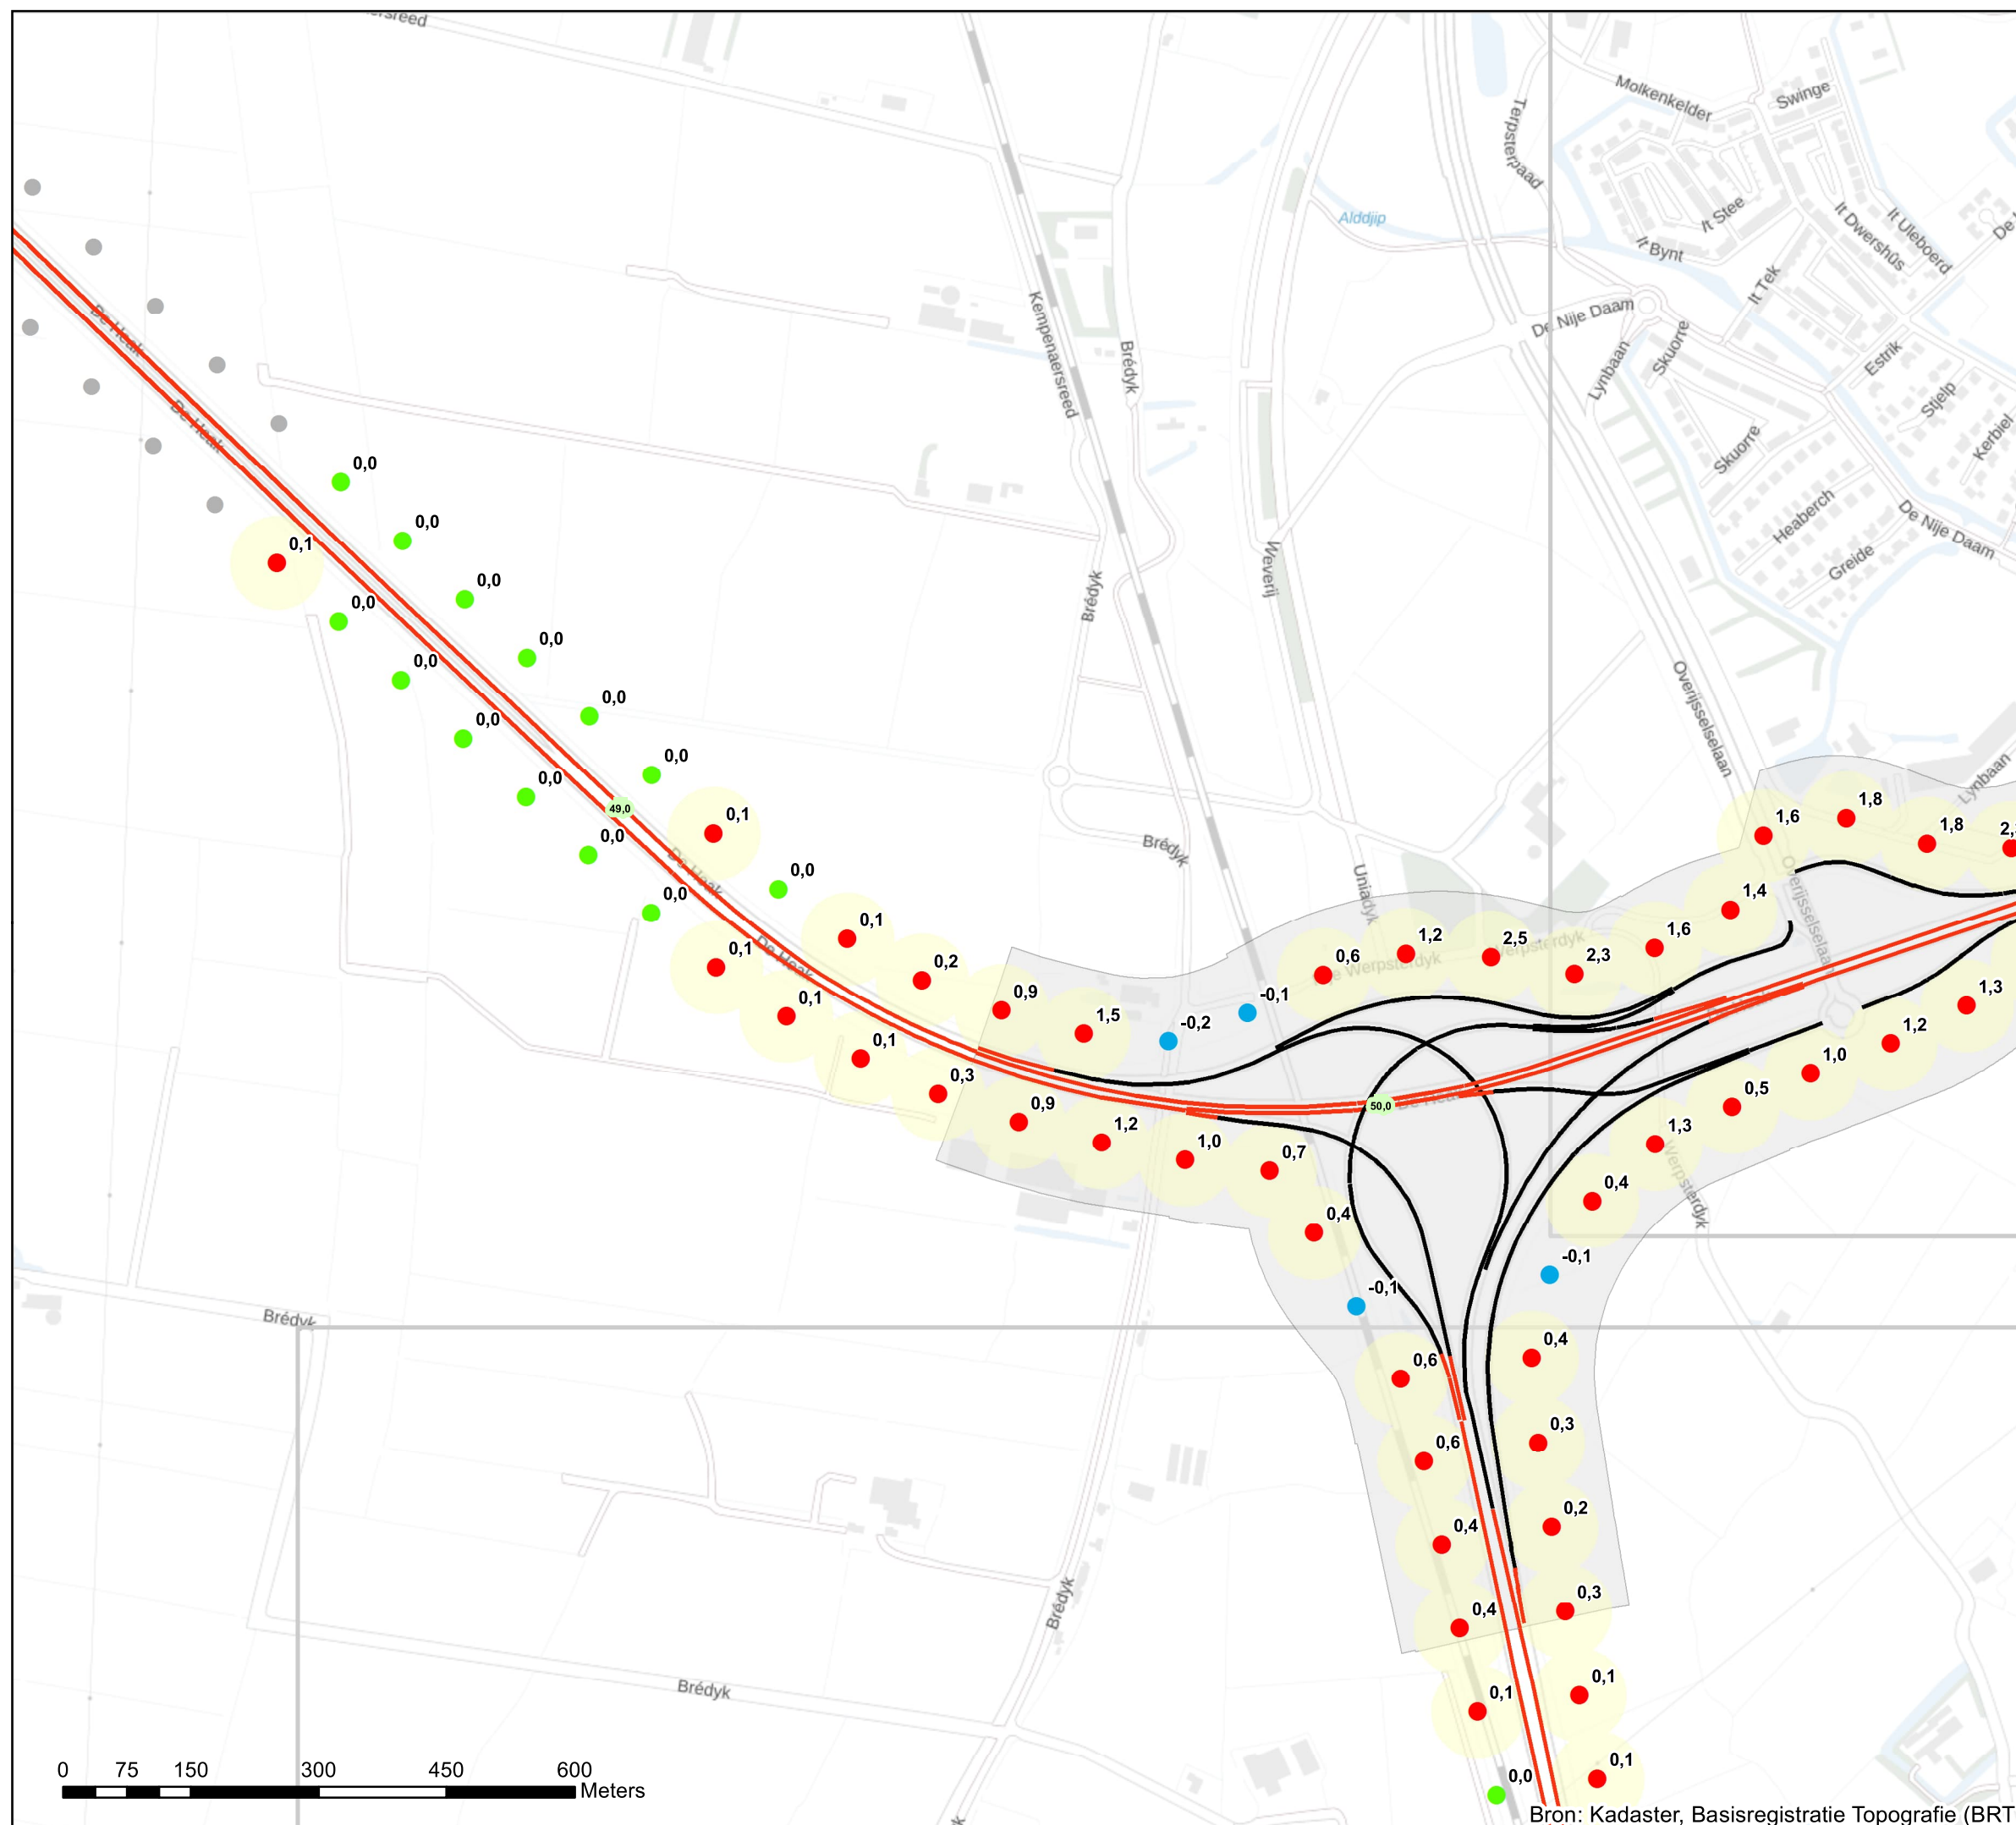 Molkenkelder
Swinge
Terpsterpaad
It Stee
It Dwershûs
It Uleboerd
Alddjip
It Bynt
It Tek
Kempenaersreed
Brédyk
De Heak
De Nije Daam
Skuorre
Lynbaan
Estrik
Stjelp
Kerbiel
De Heak
Skuorre
0,0
Heaberch
0,0
De Nije Daam
0,1
Weverij
Greide
0,0
Brédyk
0,0
0,0
0,0
Overijsselselaan
0,0
0,0
0,0
0,0
49,0
Lynbaan
0,1
1,6
1,8
0,0
Brédyk
1,8
De Heak
Uniadyk
0,0
0,0
1,4
Overijsselselaan
0,1
0,1
De Heak
0,2
0,6
1,2
2,5
2,3
1,6
Werpsterdyk
Werpsterdyk
0,1
0,9
1,5
-0,2
-0,1
1,3
0,1
0,3
0,9
1,2
1,0
0,7
50,0
0,5
1,0
1,2
1,3
Werpsterdyk
0,4
0,4
-0,1
-0,1
Brédyk
0,6
0,4
0,6
0,3
0,4
0,2
Brédyk
0,4
0,3
Brédyk
0,1
0,1
0,0
0,1
0 75 150 300 450 600
Meters
Bron: Kadaster, Basisregistratie Topografie (BRT